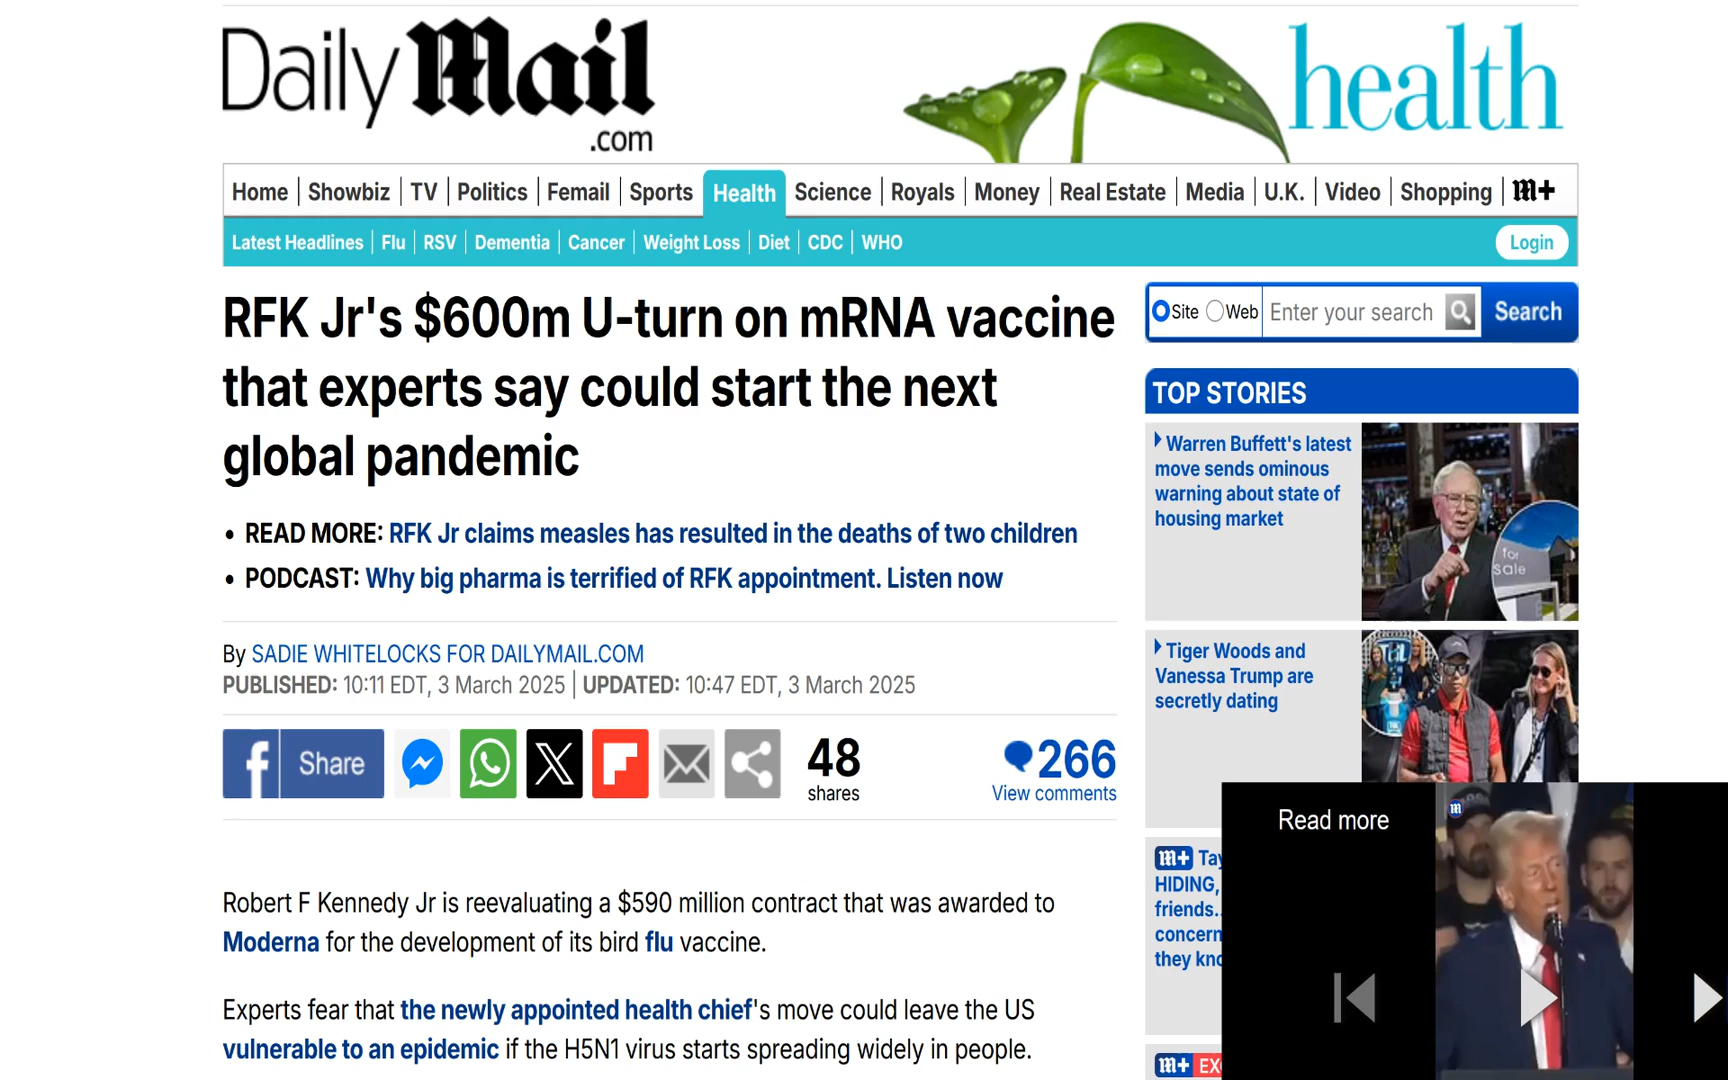 Daily Mail
.com
health
Home Showbiz TV Politics Femail Sports Health Science Royals Money Real Estate Media U.K. Video Shopping m+
Latest Headlines Flu RSV Dementia Cancer Weight Loss Diet CDC WHO
Login
RFK Jr's $600m U-turn on mRNA vaccine
that experts say could start the next
global pandemic
• READ MORE: RFK Jr claims measles has resulted in the deaths of two children
• PODCAST: Why big pharma is terrified of RFK appointment. Listen now
By SADIE WHITELOCKS FOR DAILYMAIL.COM
PUBLISHED: 10:11 EDT, 3 March 2025 | UPDATED: 10:47 EDT, 3 March 2025
Share
48
shares
266
View comments
Robert F Kennedy Jr is reevaluating a $590 million contract that was awarded to
Moderna for the development of its bird flu vaccine.
Experts fear that the newly appointed health chief's move could leave the US
vulnerable to an epidemic if the H5N1 virus starts spreading widely in people.
Site Web Enter your search Search
TOP STORIES
Warren Buffett's latest
move sends ominous
warning about state of
housing market
for
sale
Tiger Woods and
Vanessa Trump are
secretly dating
m+ Tay
HIDING,
friends..
concern
they kno
m+ EX
Read more